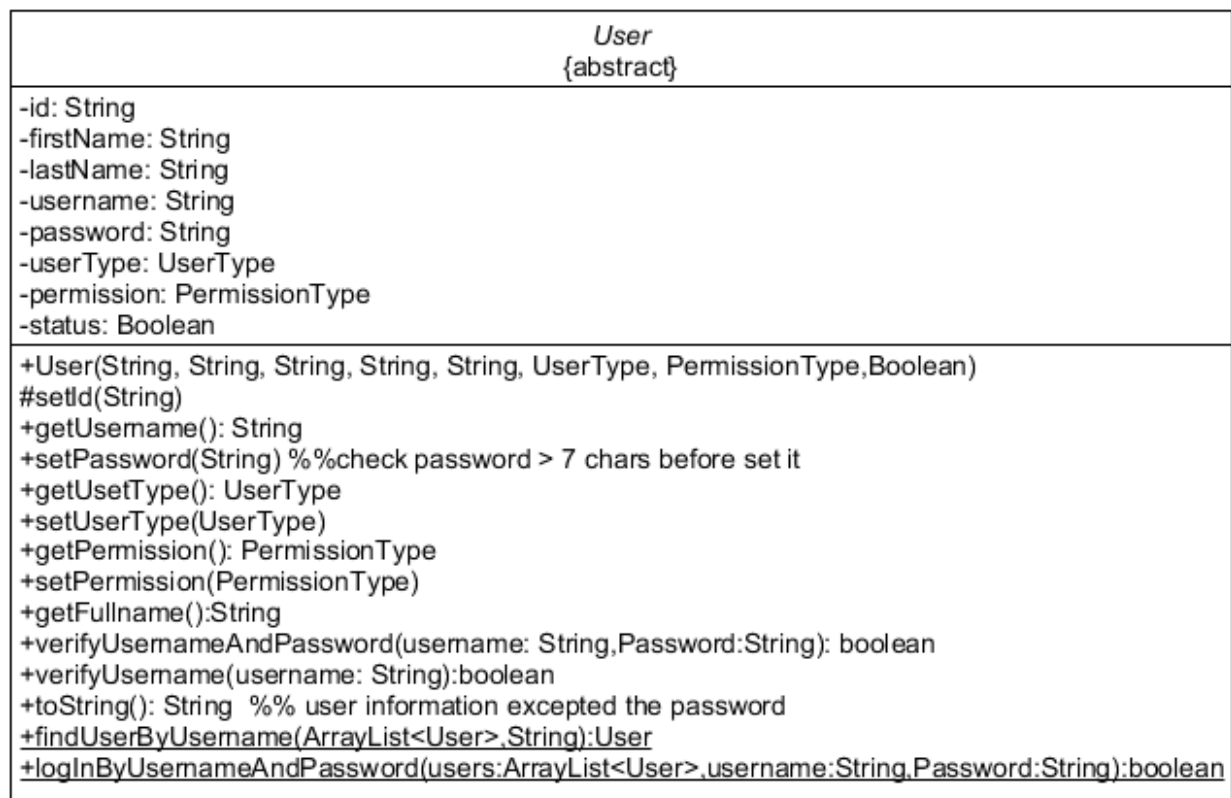 User
{abstract}
-id: String
-firstName: String
-lastName: String
-username: String
-password: String
-userType: UserType
-permission: PermissionType
-status: Boolean
+User(String, String, String, String, String, UserType, PermissionType,Boolean)
#setId(String)
+getUsername(): String
+setPassword(String) %%check password > 7 chars before set it
+getUsetType(): UserType
+setUserType(UserType)
+getPermission(): PermissionType
+setPermission(PermissionType)
+getFullname():String
+verifyUsernameAndPassword(username: String,Password:String): boolean
+verifyUsername(username: String):boolean
+toString(): String %% user information excepted the password
+findUserByUsername(ArrayList<User>,String):User
+logInByUsernameAndPassword(users:ArrayList<User>,username:String,Password:String):boolean